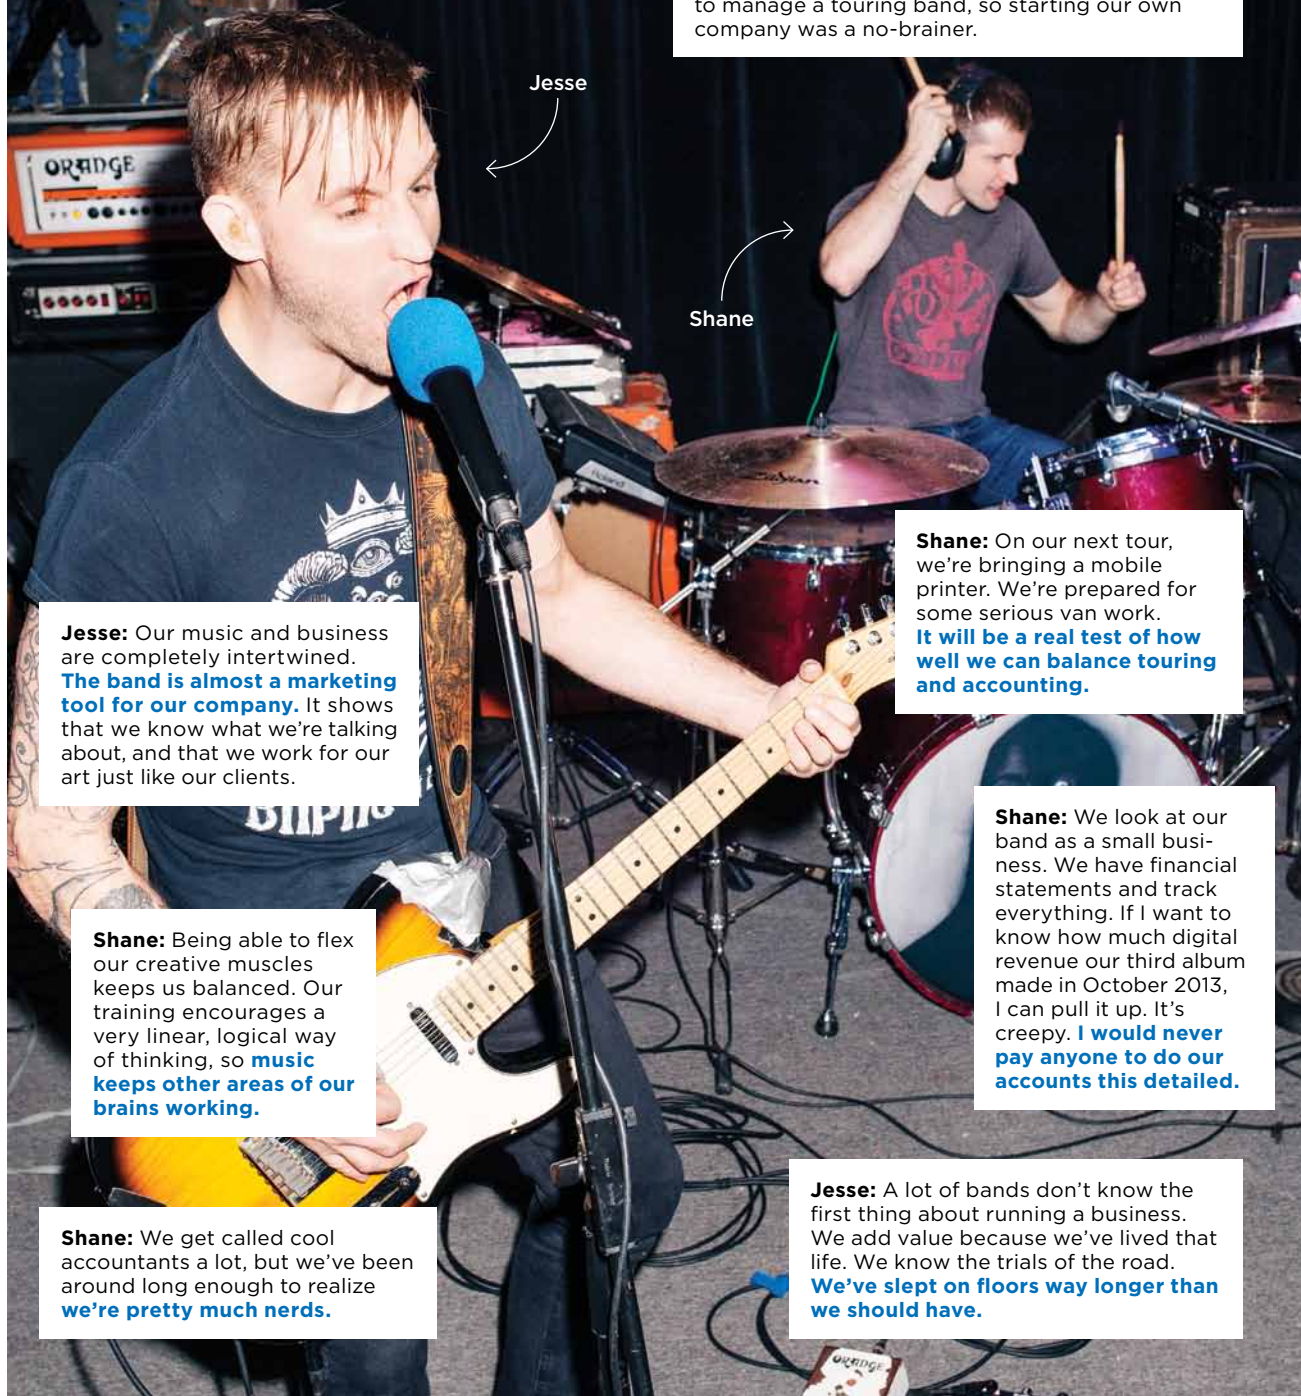 to manage a touring band, so starting our own
company was a no-brainer.
Jesse
ORANGE
Shane
Roland
Zildjian
Shane: On our next tour,
we're bringing a mobile
printer. We're prepared for
some serious van work.
It will be a real test of how
well we can balance touring
and accounting.
Jesse: Our music and business
are completely intertwined.
The band is almost a marketing
tool for our company. It shows
that we know what we're talking
about, and that we work for our
art just like our clients.
Shane: We look at our
band as a small busi-
ness. We have financial
statements and track
everything. If I want to
know how much digital
revenue our third album
made in October 2013,
I can pull it up. It's
creepy. I would never
pay anyone to do our
accounts this detailed.
Shane: Being able to flex
our creative muscles
keeps us balanced. Our
training encourages a
very linear, logical way
of thinking, so music
keeps other areas of our
brains working.
Jesse: A lot of bands don't know the
first thing about running a business.
We add value because we've lived that
life. We know the trials of the road.
We've slept on floors way longer than
we should have.
Shane: We get called cool
accountants a lot, but we've been
around long enough to realize
we're pretty much nerds.
ORANGE